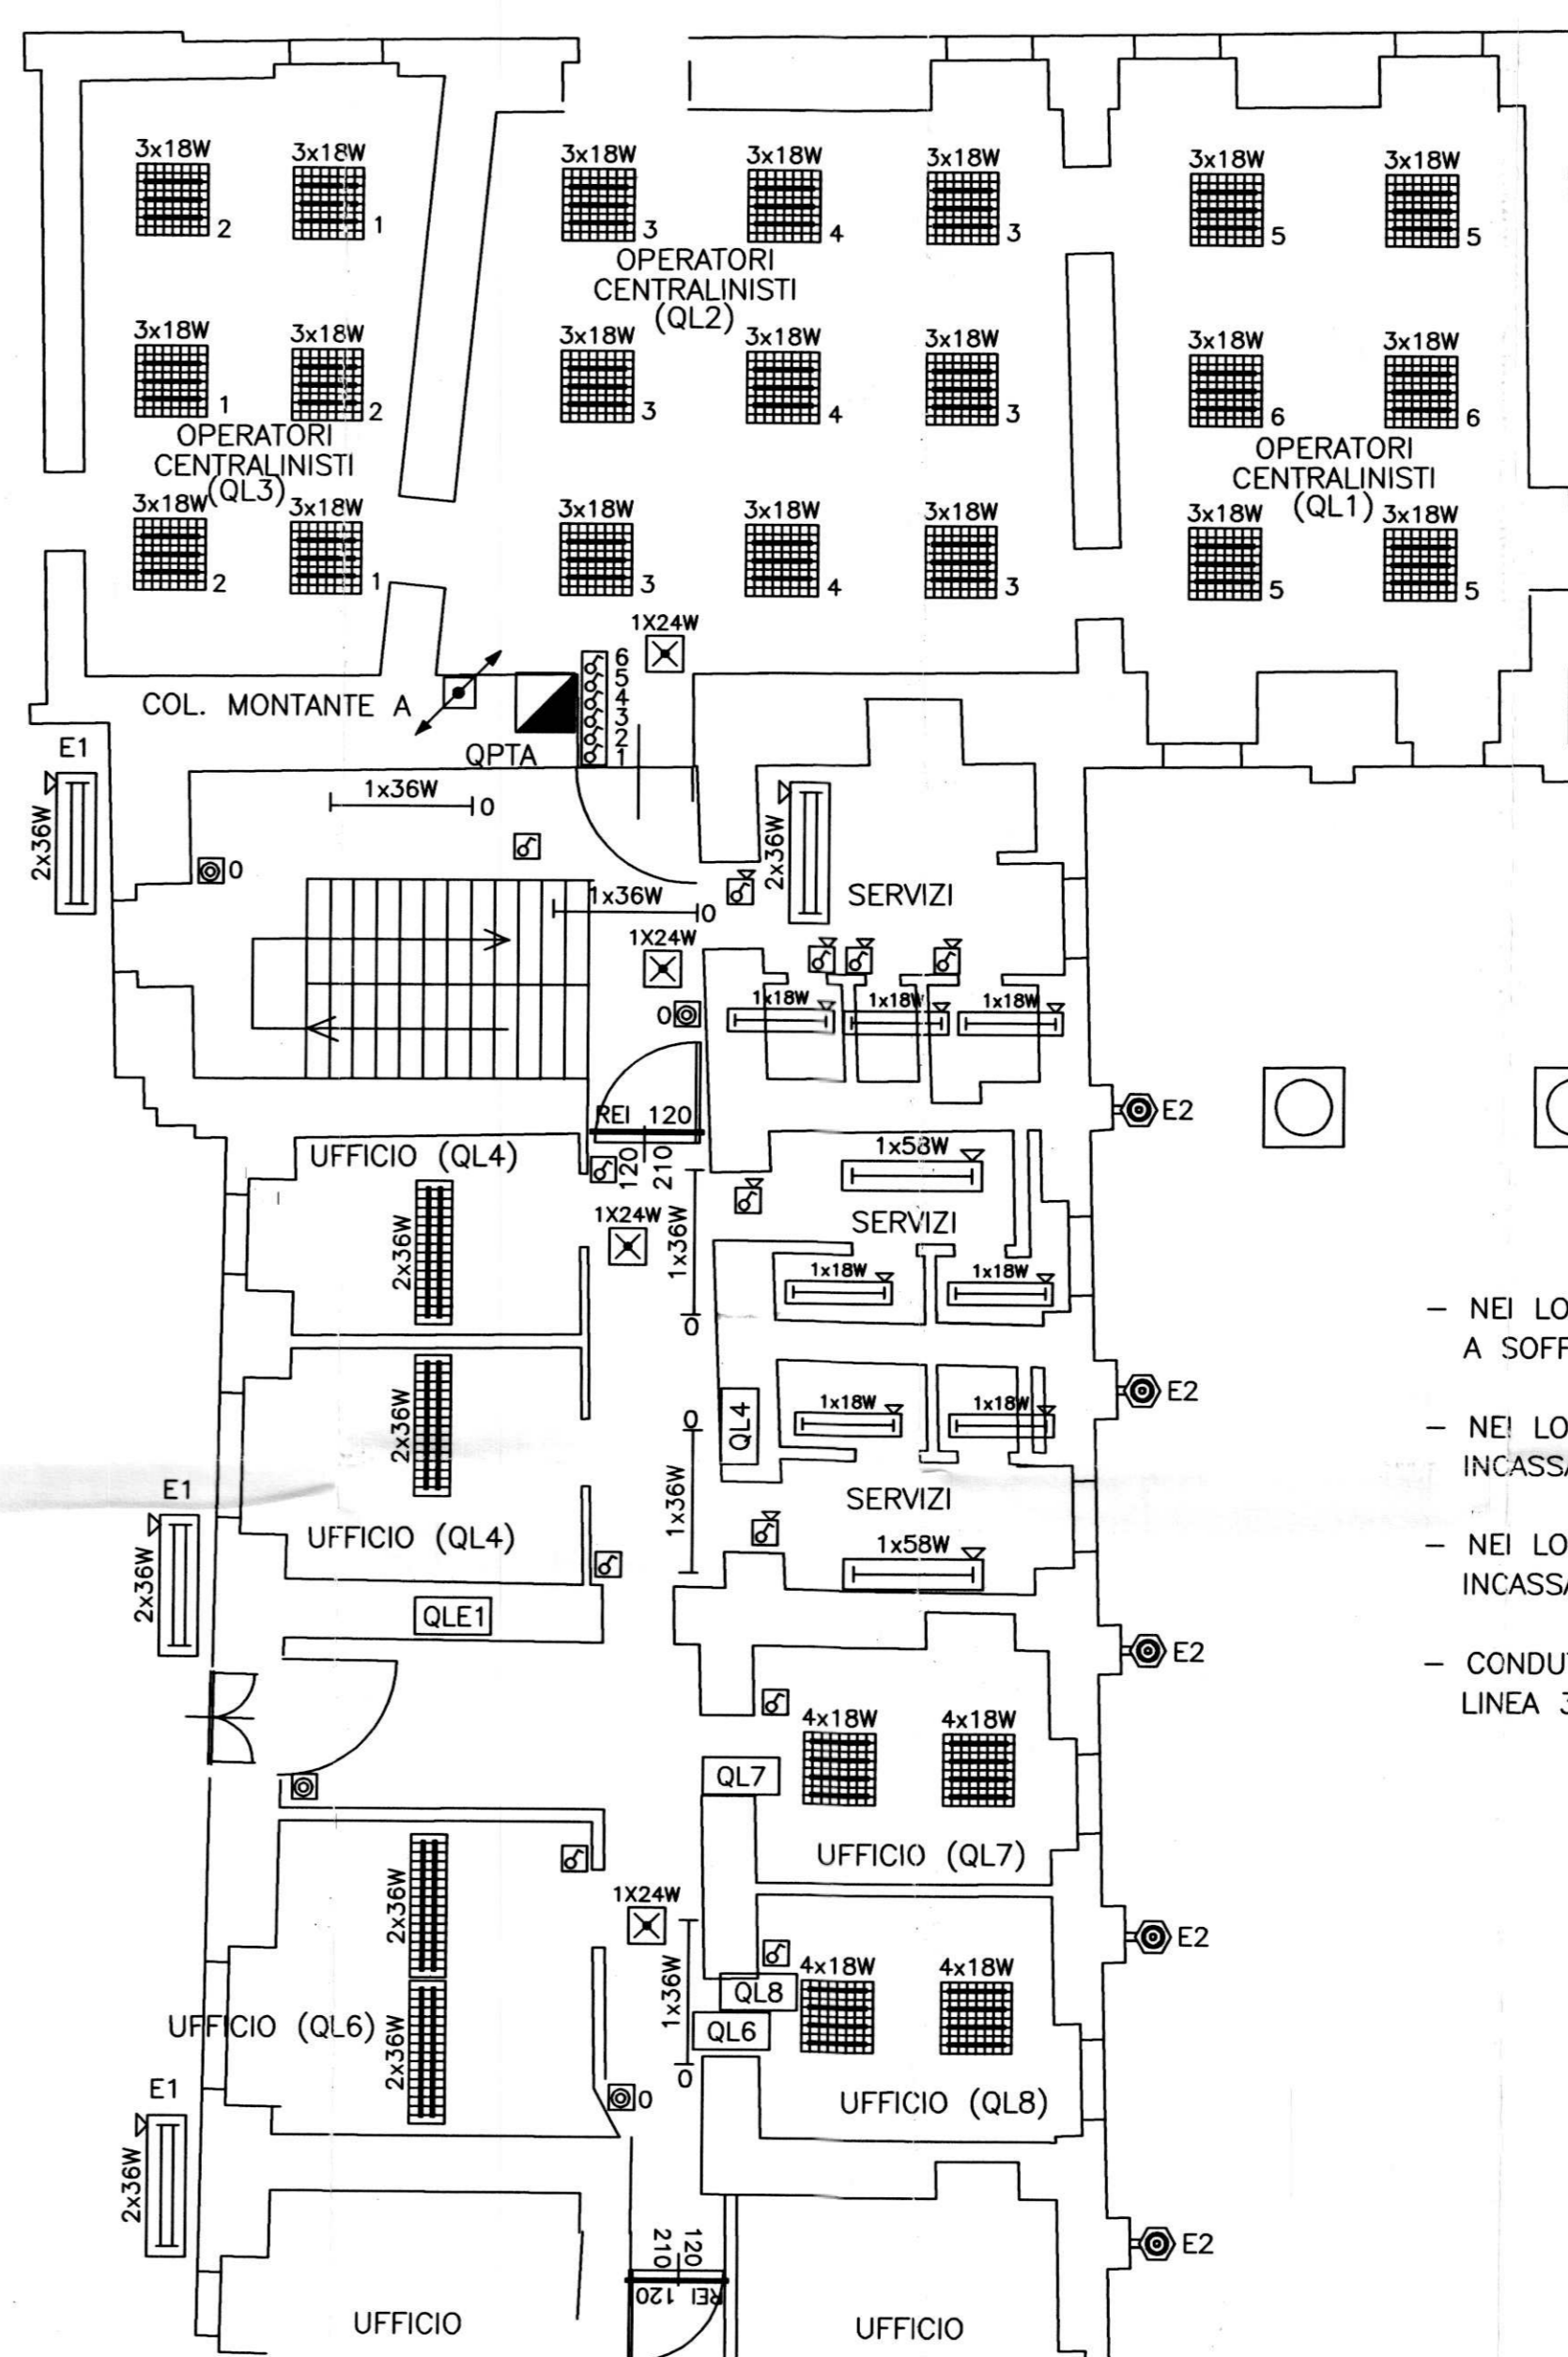 3x18W
2
3x18W
1
3x18W
3
3x18W
4
3x18W
3
3x18W
5
3x18W
5
OPERATORI
CENTRALINISTI
(QL2)
3x18W
1
3x18W
2
3x18W
3
3x18W
4
3x18W
3
3x18W
6
3x18W
6
OPERATORI
CENTRALINISTI
(QL3)
OPERATORI
CENTRALINISTI
(QL1)
3x18W
2
3x18W
1
3x18W
3
3x18W
4
3x18W
3
3x18W
5
3x18W
5
1X24W
6
5
4
3
2
1
COL. MONTANTE A
QPTA
E1
2x36W
1x36W
0
0
2x36W
SERVIZI
1x36W
0
1X24W
0
1x18W
1x18W
1x18W
E2
REI 120
120
210
UFFICIO (QL4)
2x36W
1X24W
1x36W
0
1x58W
SERVIZI
1x18W
1x18W
E2
2x36W
UFFICIO (QL4)
0
1x36W
QL4
1x18W
1x18W
SERVIZI
1x58W
E1
2x36W
QLE1
E2
4x18W
4x18W
QL7
UFFICIO (QL7)
- NEI LO
A SOFF
- NEI LO
INCASSA
- NEI LO
INCASSA
- CONDUT
LINEA 3
2x36W
2x36W
UFFICIO (QL6)
1X24W
1x36W
0
0
QL8
QL6
4x18W
4x18W
UFFICIO (QL8)
E2
E1
2x36W
120
210
REI 120
E2
UFFICIO
UFFICIO